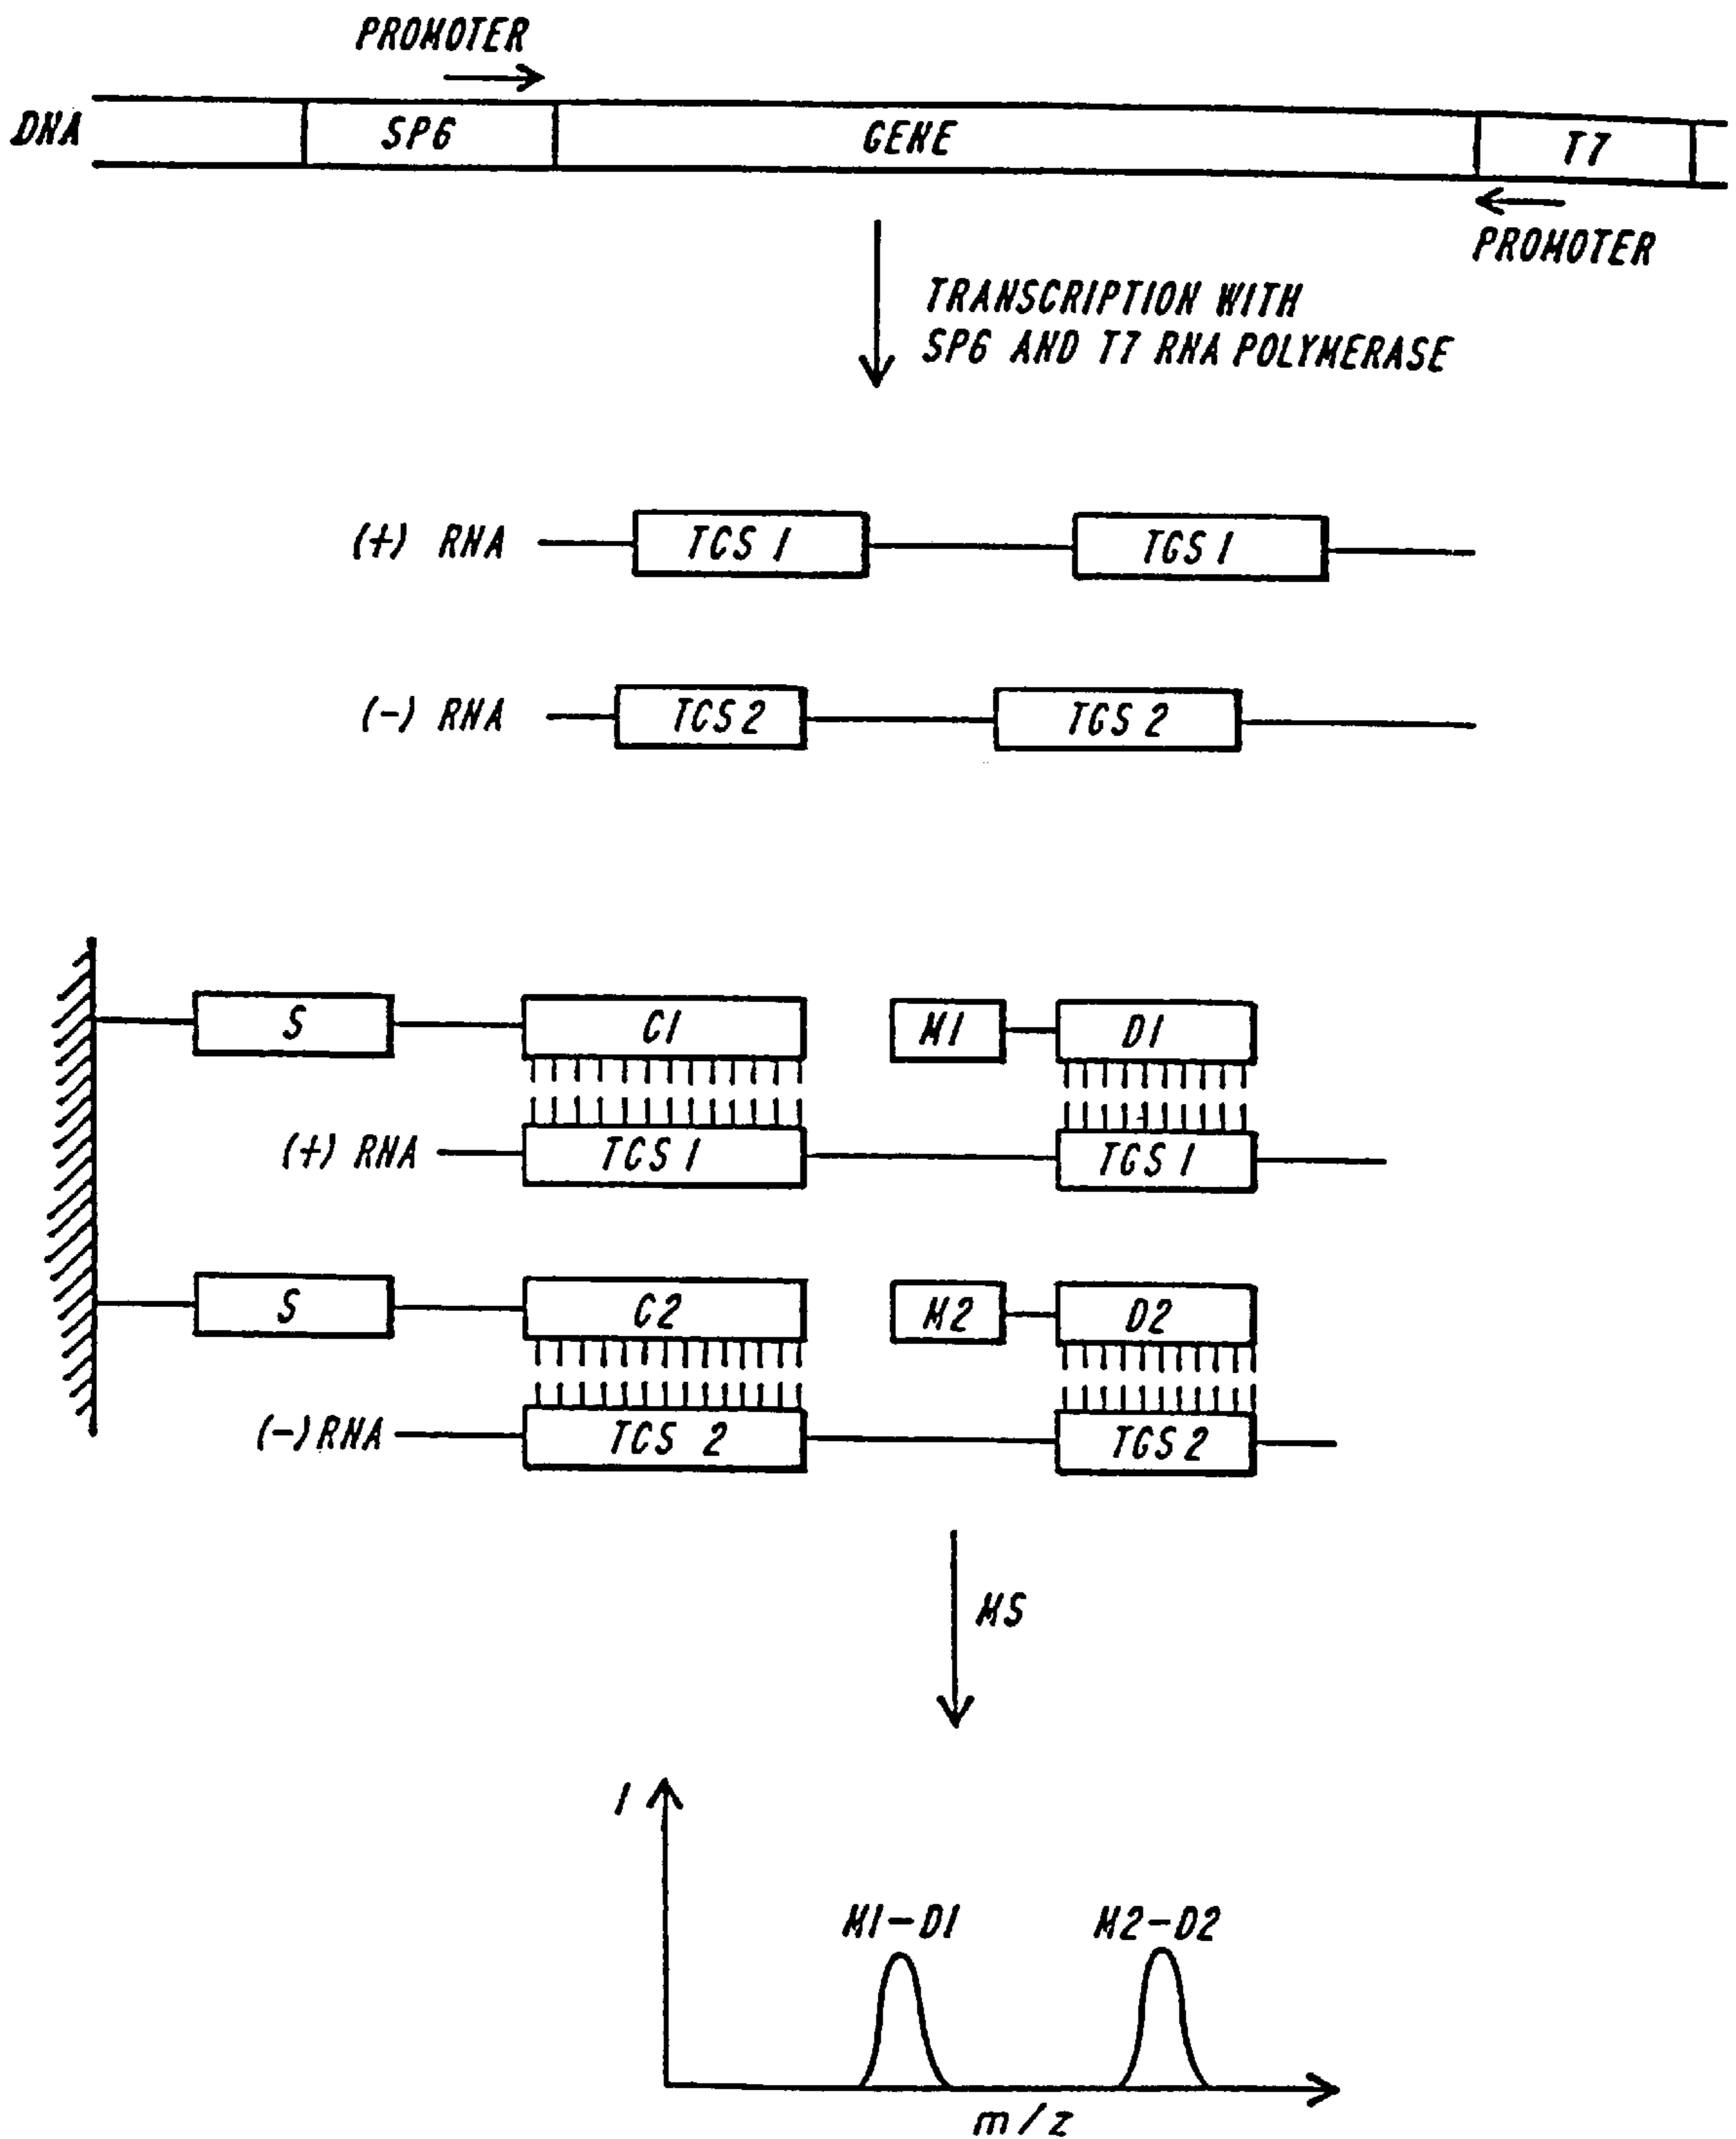 PROMOTER
DNA
SP6
GENE
T7
PROMOTER
TRANSCRIPTION WITH
SP6 AND T7 RNA POLYMERASE
(+) RNA
TCS 1
TGS 1
(-) RNA
TCS 2
TGS 2
S
C1
M1
D1
(+) RNA
TCS 1
TGS 1
S
C2
M2
D2
(-) RNA
TCS 2
TGS 2
MS
I
M1-D1
M2-D2
m/z